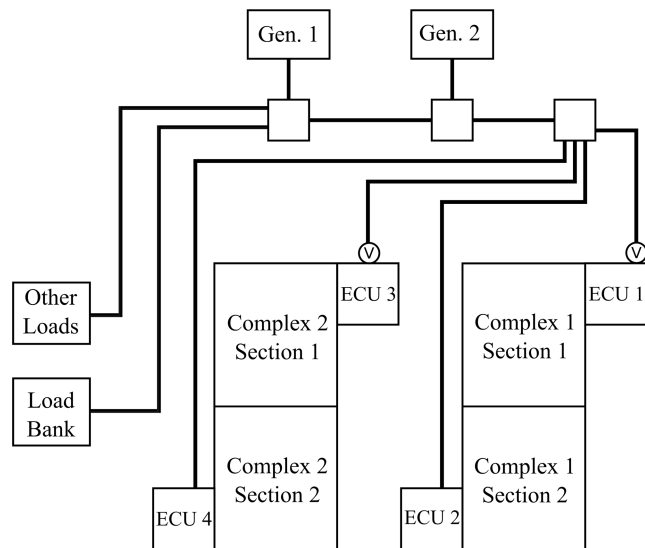 Gen. 1
Gen. 2
V
V
ECU 3
ECU 1
Other
Loads
Complex 2
Section 1
Complex 1
Section 1
Load
Bank
Complex 2
Section 2
Complex 1
Section 2
ECU 4
ECU 2